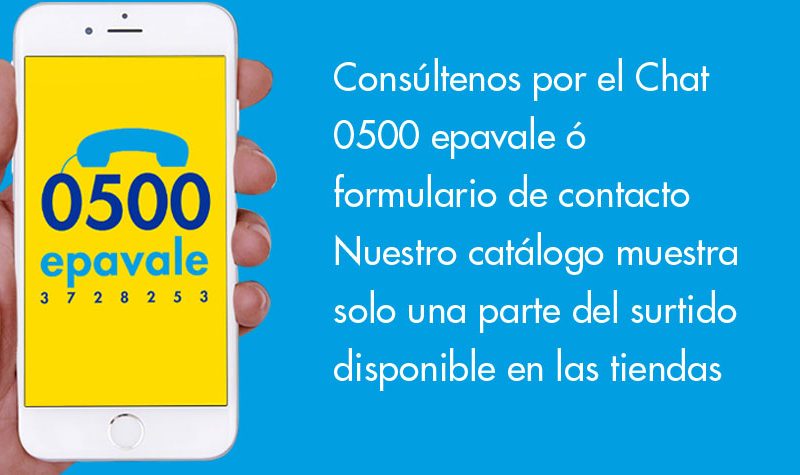 0500
epavale
3 7 2 8 2 5 3
Consúltenos por el Chat
0500 epavale ó
formulario de contacto
Nuestro catálogo muestra
solo una parte del surtido
disponible en las tiendas